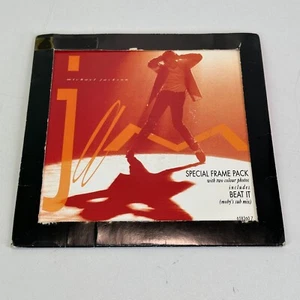 michael jackson
jam
SPECIAL FRAME PACK
with two colour photos
includes
BEAT IT
(moby's sub mix)